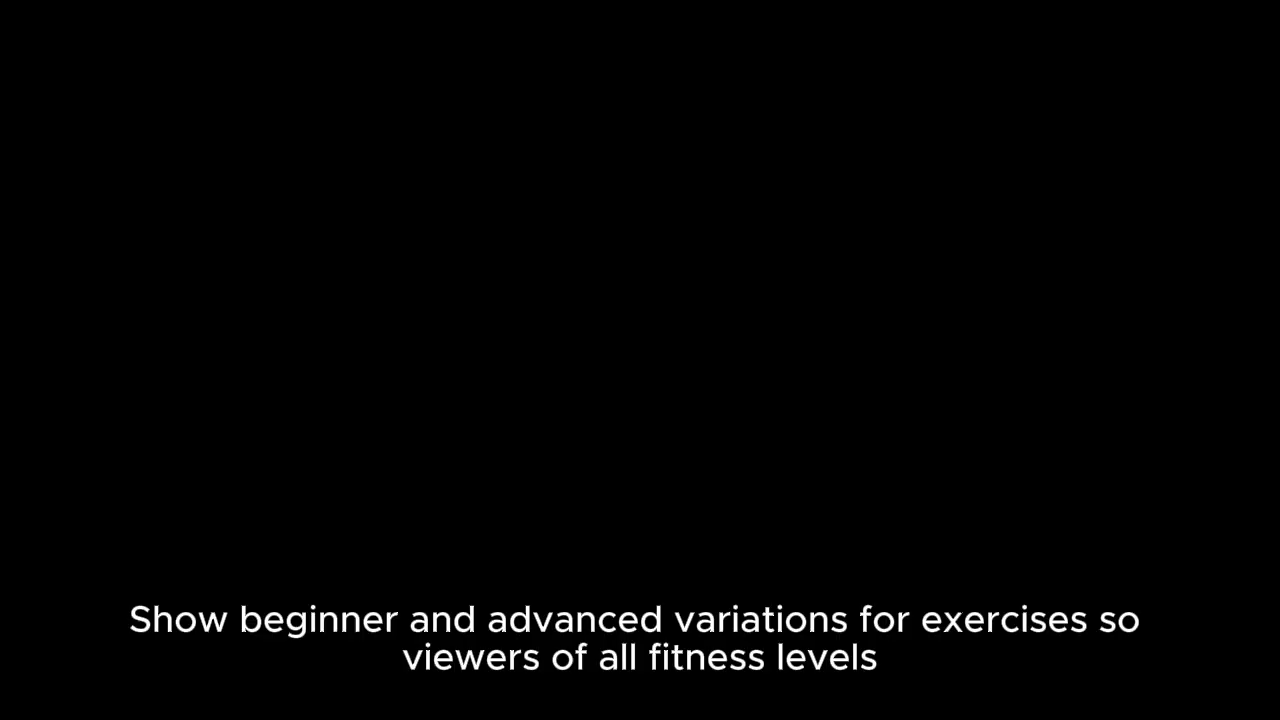 Show beginner and advanced variations for exercises so
viewers of all fitness levels